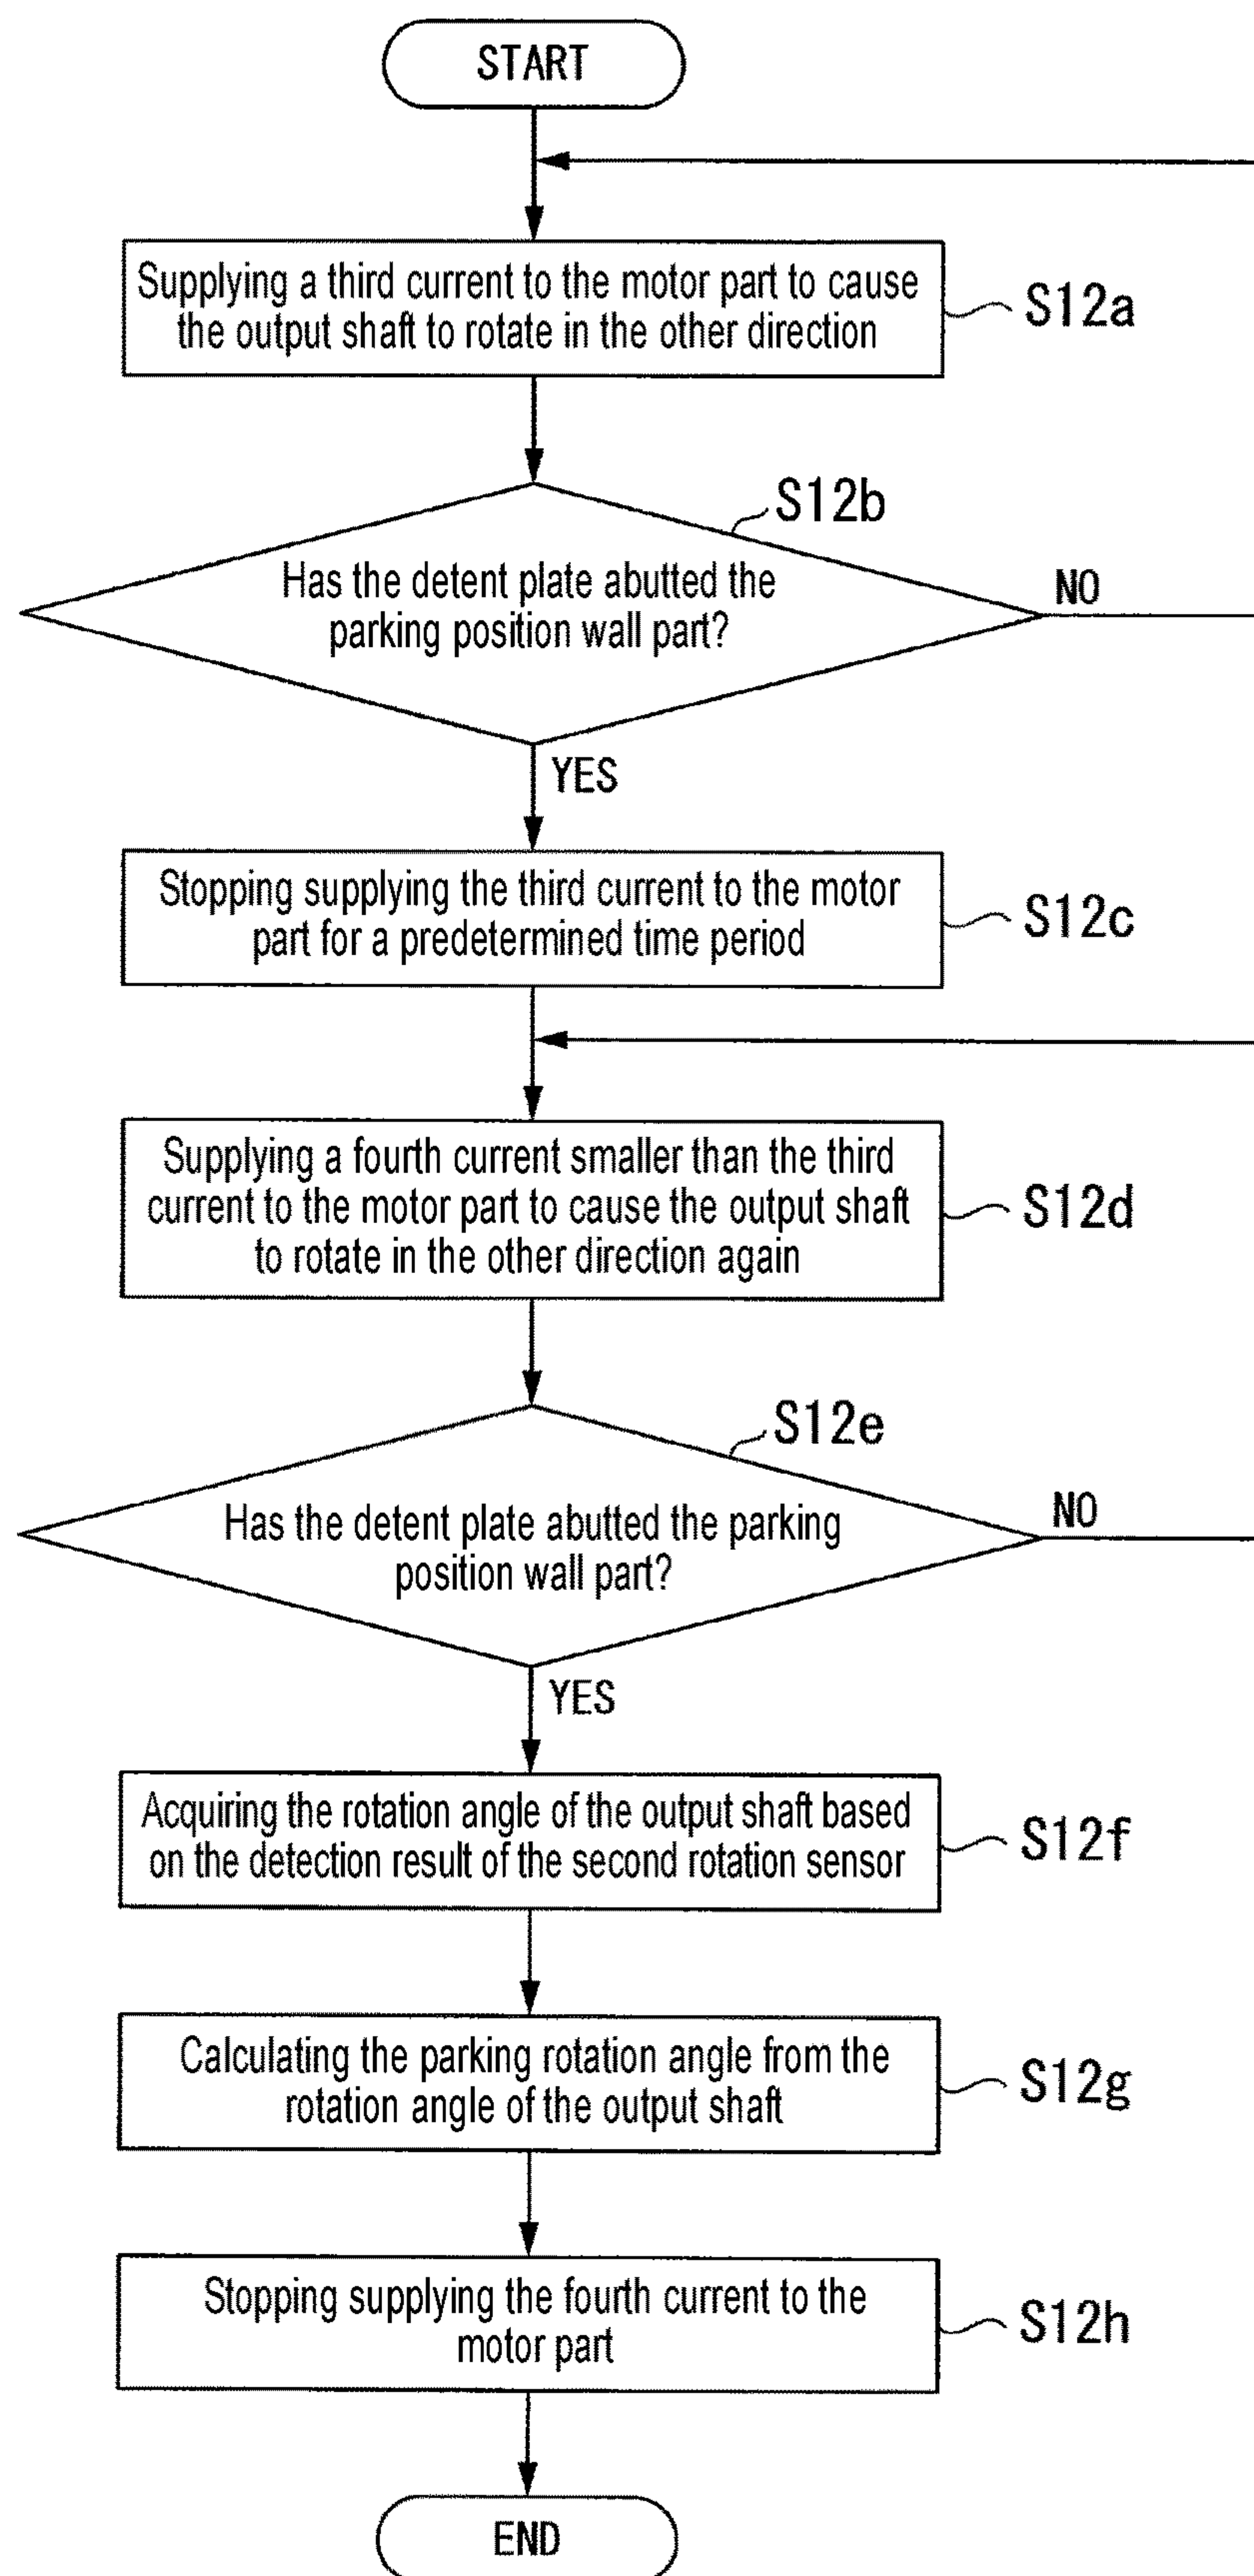 START
Supplying a third current to the motor part to cause
the output shaft to rotate in the other direction
S12a
S12b
Has the detent plate abutted the
parking position wall part?
NO
YES
Stopping supplying the third current to the motor
part for a predetermined time period
S12c
Supplying a fourth current smaller than the third
current to the motor part to cause the output shaft
to rotate in the other direction again
S12d
S12e
Has the detent plate abutted the parking
position wall part?
NO
YES
Acquiring the rotation angle of the output shaft based
on the detection result of the second rotation sensor
S12f
Calculating the parking rotation angle from the
rotation angle of the output shaft
S12g
Stopping supplying the fourth current to the
motor part
S12h
END